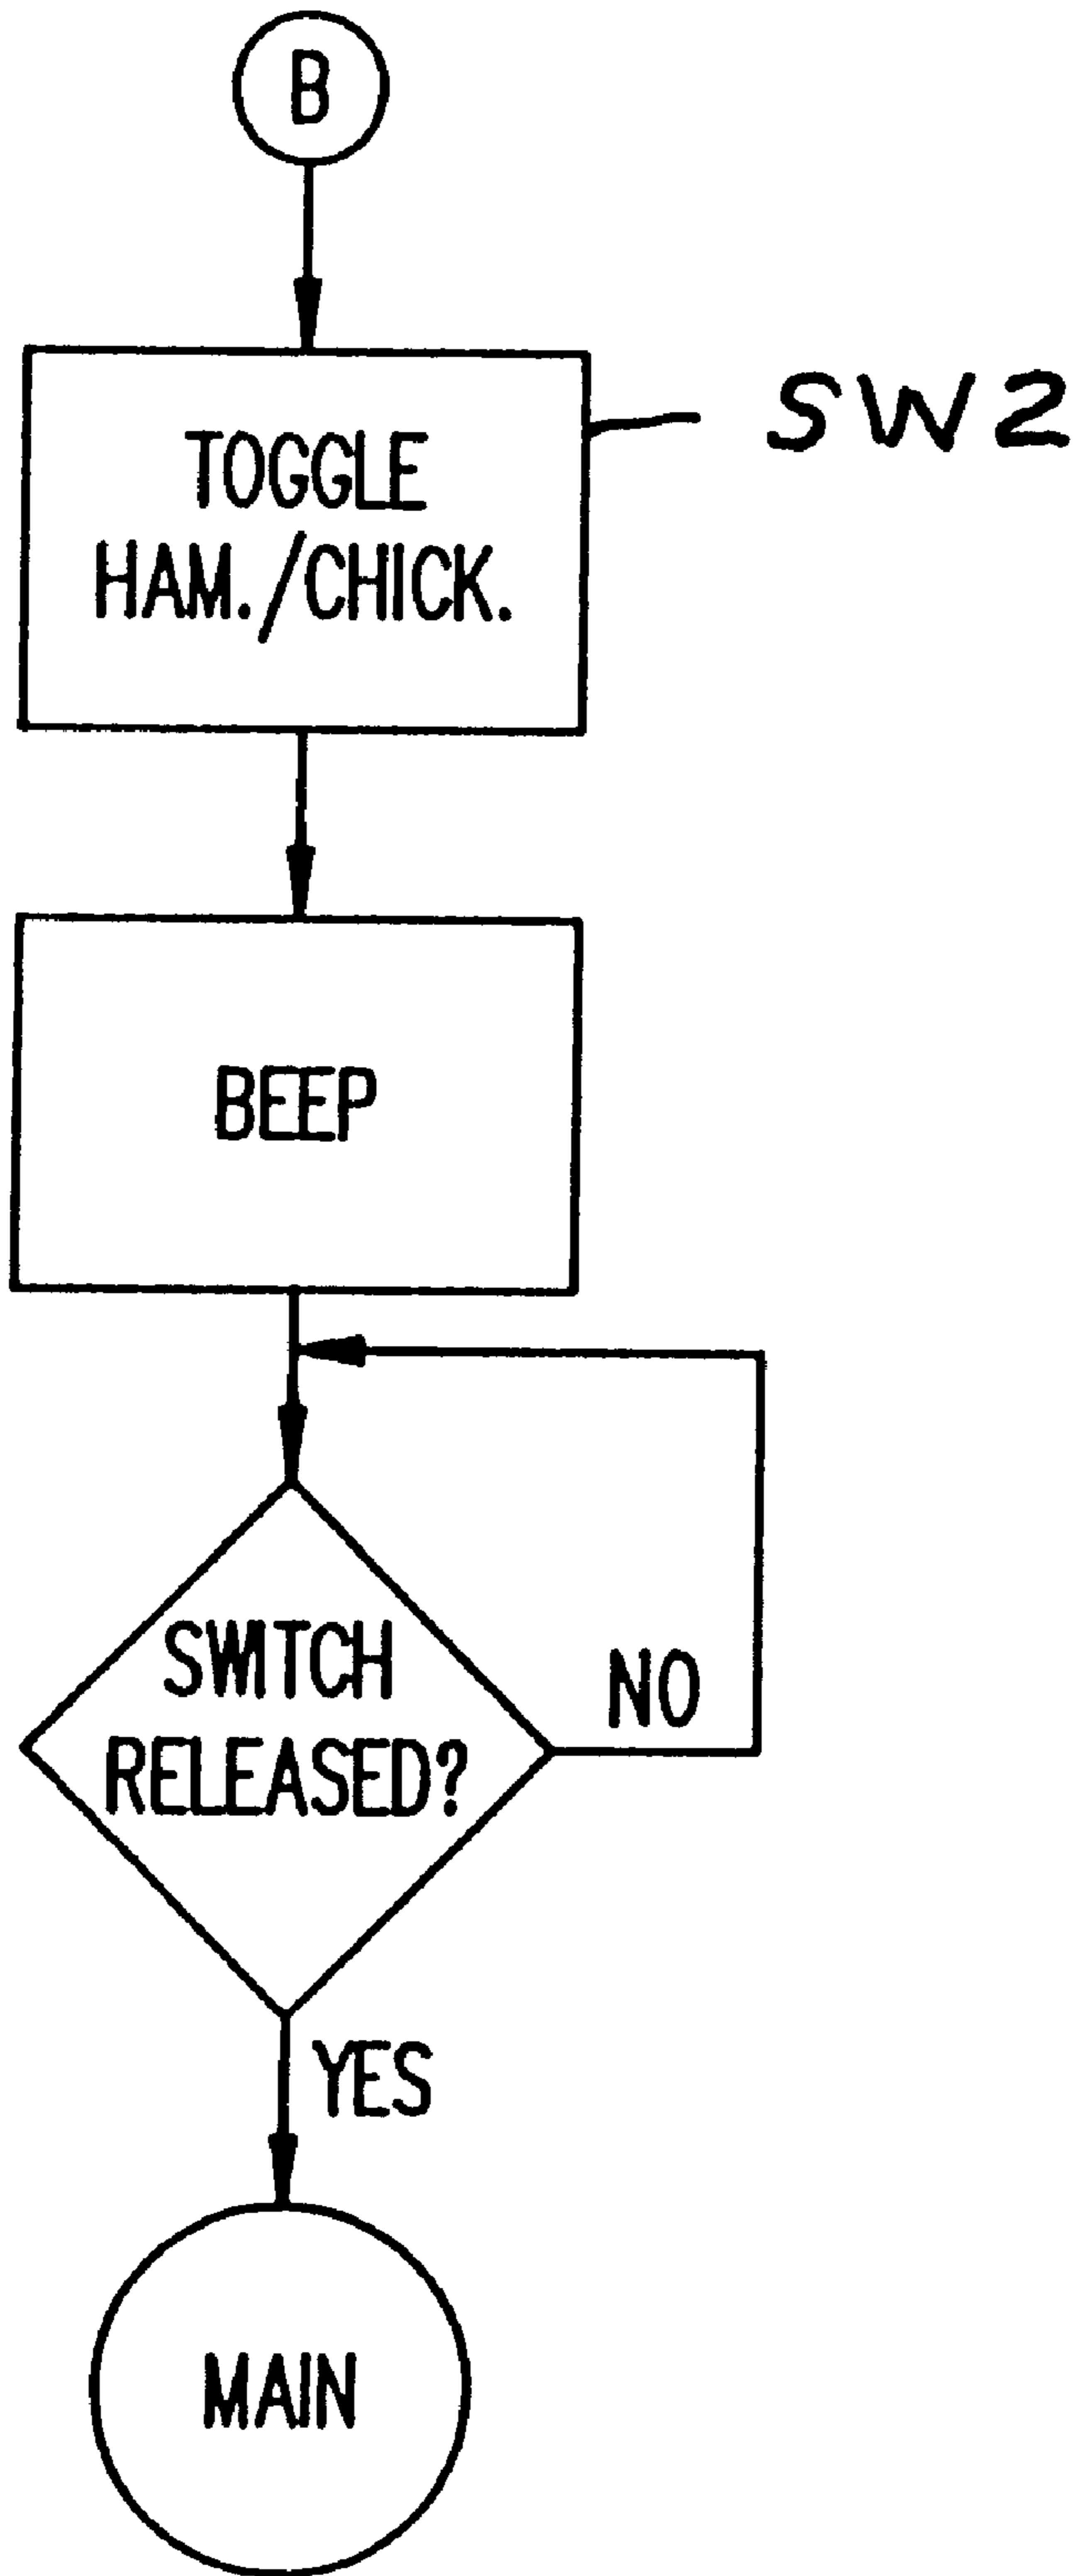 B
TOGGLE
HAM./CHICK.
SW2
BEEP
SWITCH
RELEASED?
NO
YES
MAIN